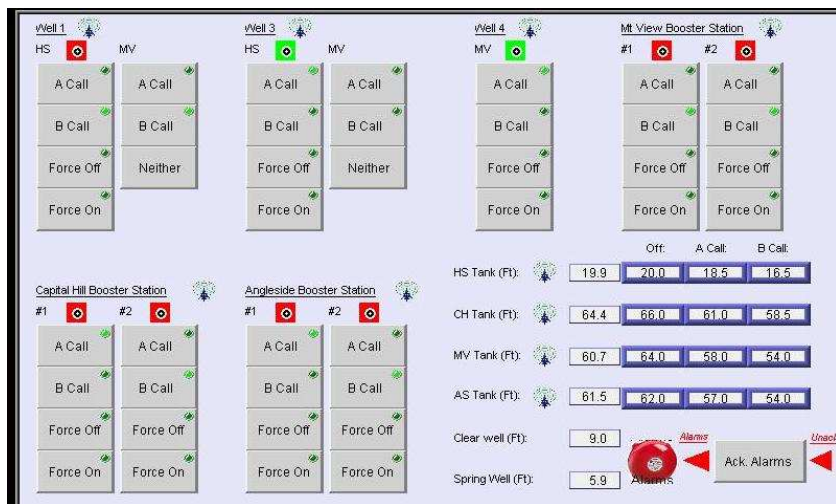 Well 1
Well 3
Well 4
Mt View Booster Station
HS MV
HS MV
MV
#1 #2
A Call A Call A Call A Call A Call A Call A Call
B Call B Call B Call B Call B Call B Call B Call
Force Off Neither Force Off Neither Force Off Force Off Force Off
Force On Force On Force On Force On Force On
Off: A Call: B Call:
HS Tank (Ft): 19.9 20.0 18.5 16.5
CH Tank (Ft): 64.4 66.0 61.0 58.5
MV Tank (Ft): 60.7 64.0 58.0 54.0
AS Tank (Ft): 61.5 62.0 57.0 54.0
Clear well (Ft): 9.0
Spring Well (Ft): 5.9
Capital Hill Booster Station
Angleside Booster Station
#1 #2
#1 #2
A Call A Call A Call A Call
B Call B Call B Call B Call
Force Off Force Off Force Off Force Off
Force On Force On Force On Force On
Alarms
Alarms
Ack. Alarms